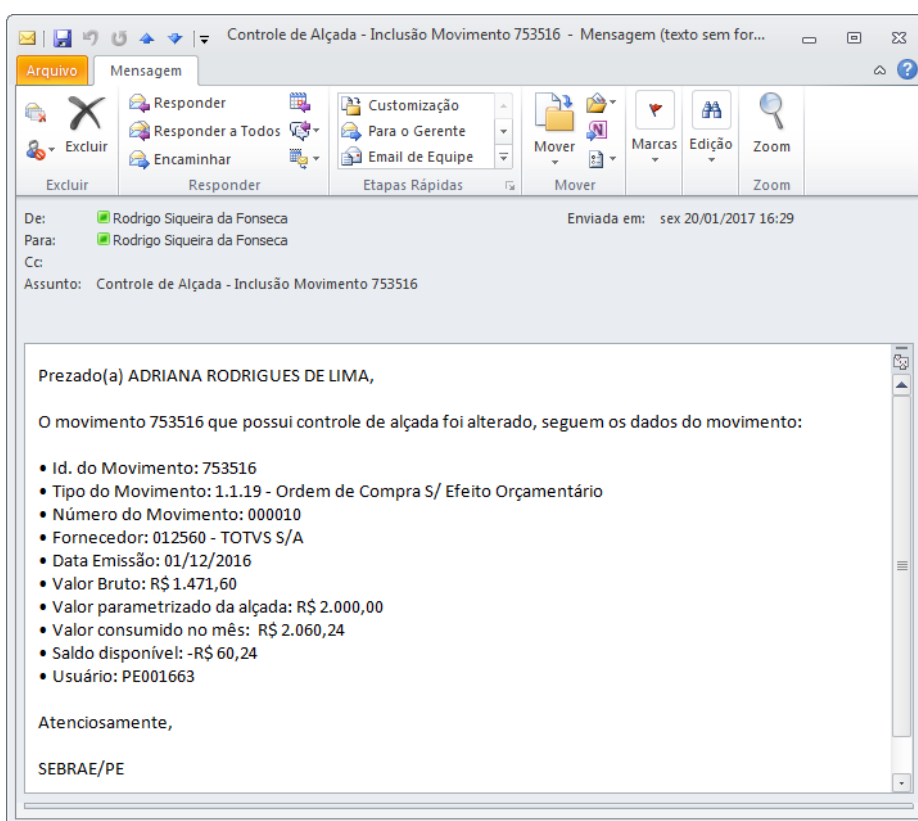 Controle de Alçada - Inclusão Movimento 753516 - Mensagem (texto sem for...
Arquivo
Mensagem
Excluir
Excluir
Responder
Responder a Todos
Encaminhar
Responder
Customização
Para o Gerente
Email de Equipe
Etapas Rápidas
Mover
Mover
Marcas
Edição
Zoom
Zoom
De: Rodrigo Siqueira da Fonseca Enviada em: sex 20/01/2017 16:29
Para: Rodrigo Siqueira da Fonseca
Cc:
Assunto: Controle de Alçada - Inclusão Movimento 753516
Prezado(a) ADRIANA RODRIGUES DE LIMA,
O movimento 753516 que possui controle de alçada foi alterado, seguem os dados do movimento:
• Id. do Movimento: 753516
• Tipo do Movimento: 1.1.19 - Ordem de Compra S/ Efeito Orçamentário
• Número do Movimento: 000010
• Fornecedor: 012560 - TOTVS S/A
• Data Emissão: 01/12/2016
• Valor Bruto: R$ 1.471,60
• Valor parametrizado da alçada: R$ 2.000,00
• Valor consumido no mês: R$ 2.060,24
• Saldo disponível: -R$ 60,24
• Usuário: PE001663
Atenciosamente,
SEBRAE/PE